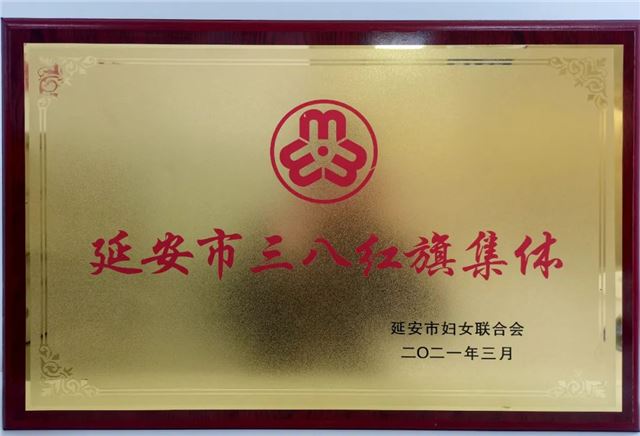 延安市三八红旗集体
延安市妇女联合会
二〇二一年三月